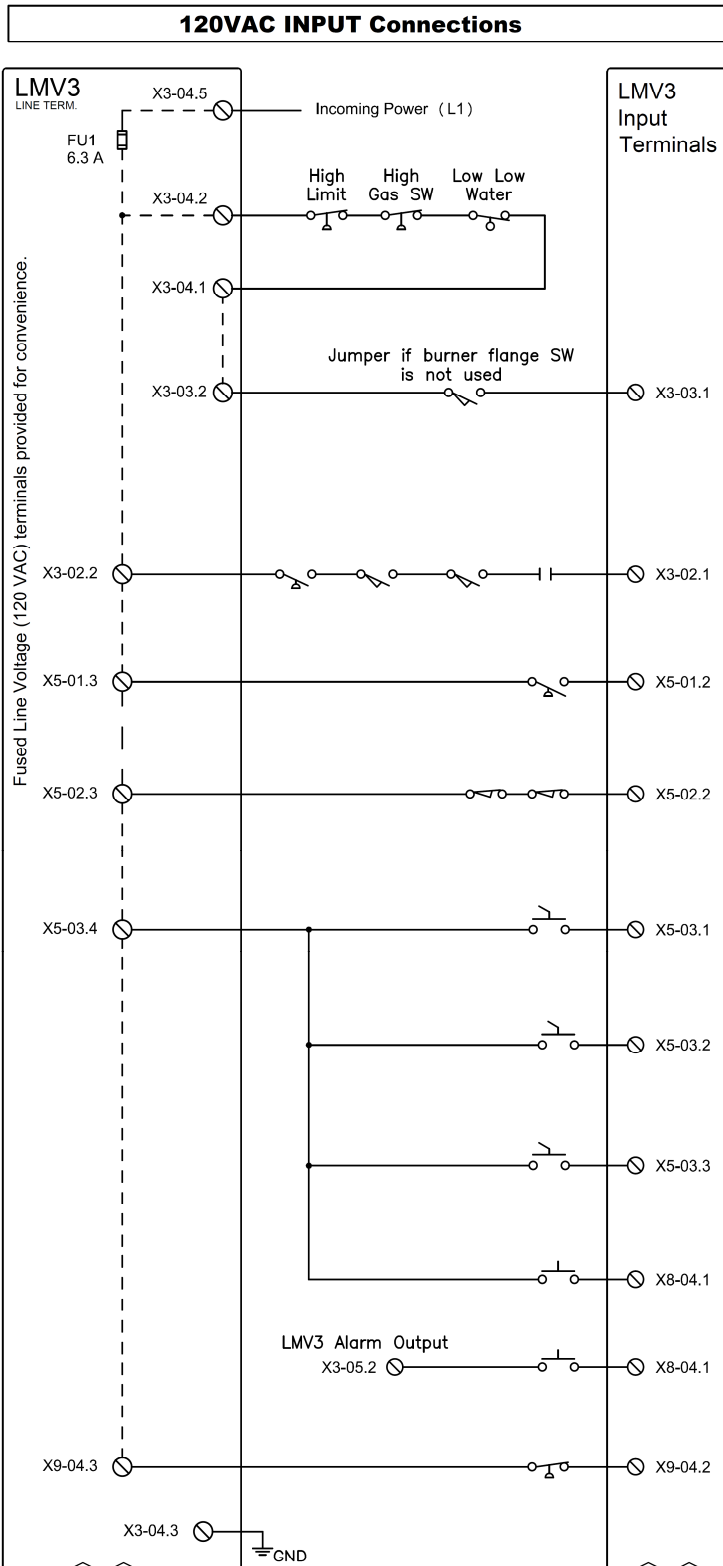 120VAC INPUT Connections
LMV3
LINE TERM.
X3-04.5
Incoming Power ( L1 )
LMV3
Input
Terminals
FU1
6.3 A
High
Limit
High
Gas SW
Low Low
Water
X3-04.2
X3-04.1
Fused Line Voltage (120 VAC) terminals provided for convenience.
Jumper if burner flange SW
is not used
X3-03.2
X3-03.1
X3-02.2
X3-02.1
X5-01.3
X5-01.2
X5-02.3
X5-02.2
X5-03.4
X5-03.1
X5-03.2
X5-03.3
X8-04.1
LMV3 Alarm Output
X3-05.2
X8-04.1
X9-04.3
X9-04.2
X3-04.3
GND